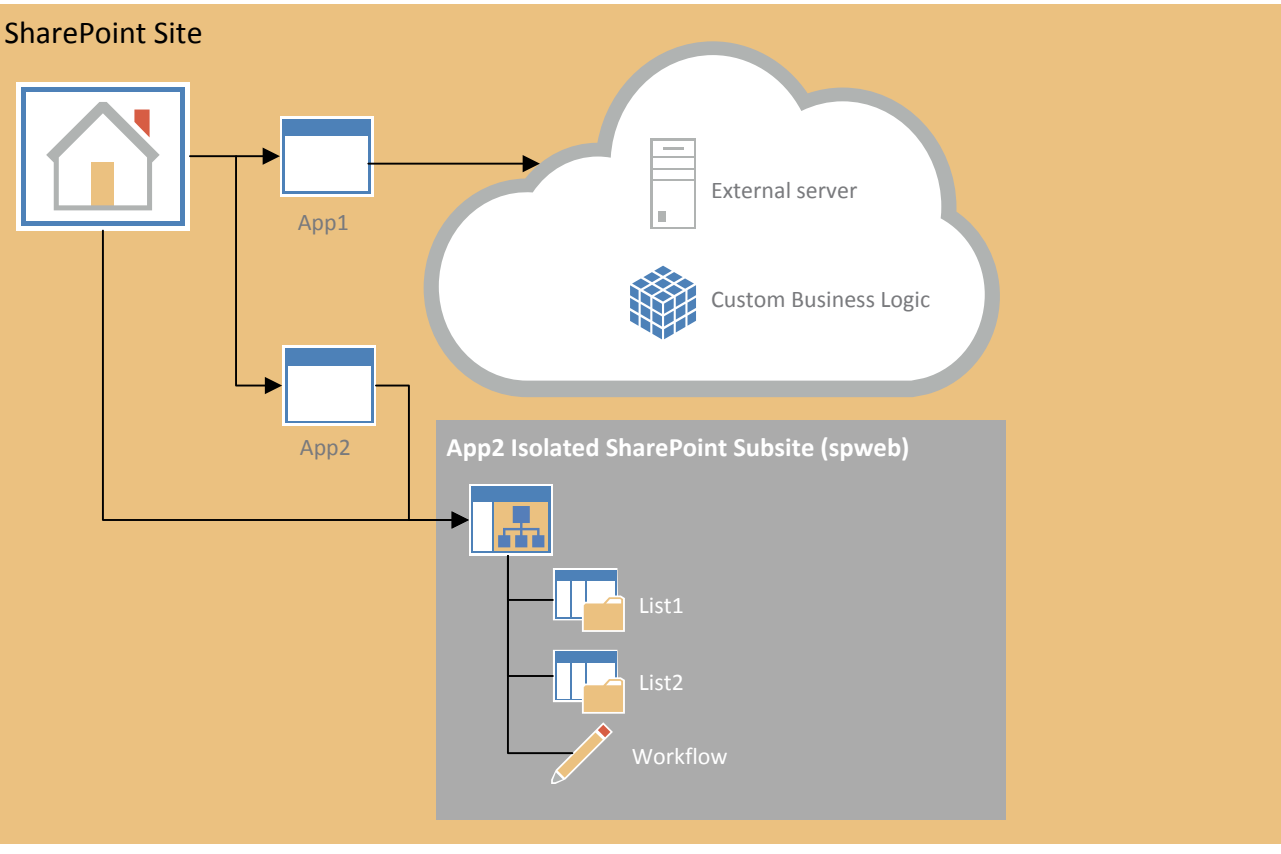 SharePoint Site
App1
External server
Custom Business Logic
App2
App2 Isolated SharePoint Subsite (spweb)
List1
List2
Workflow